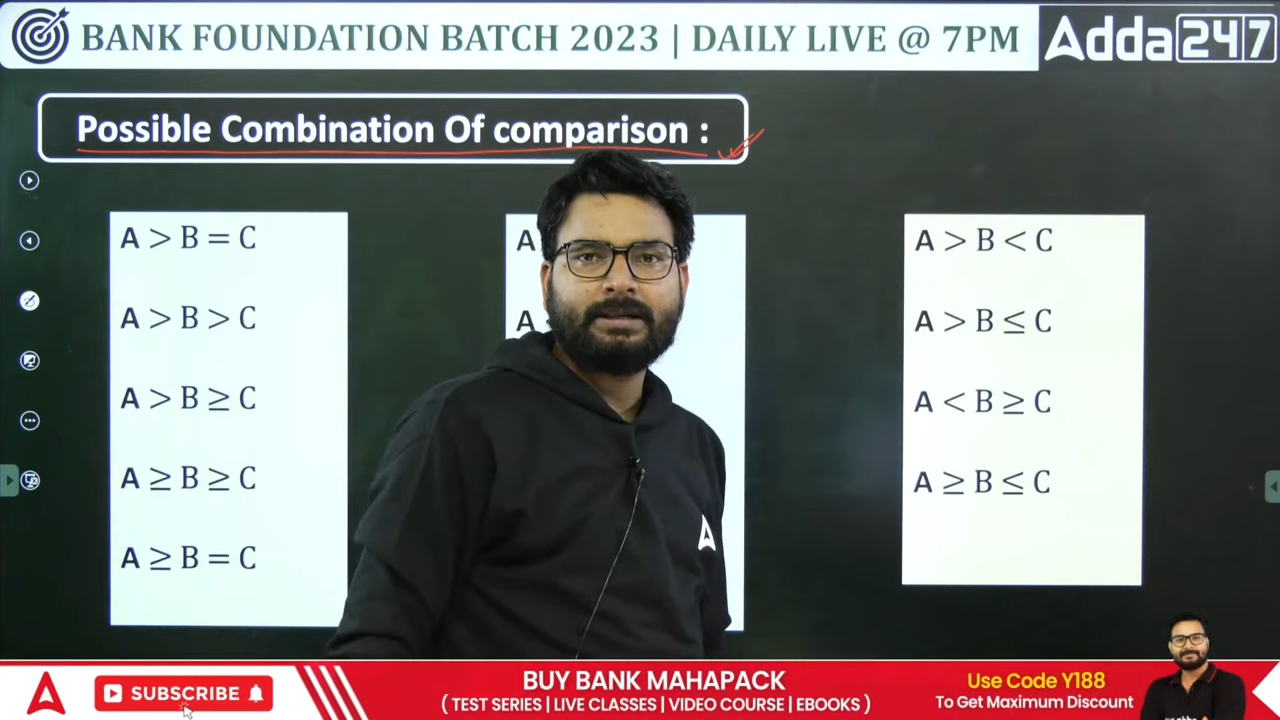 BANK FOUNDATION BATCH 2023 | DAILY LIVE @ 7PM
Adda247
Possible Combination Of comparison :
A > B = C
A > B > C
A > B ≥ C
A ≥ B ≥ C
A ≥ B = C
A
A
A > B < C
A > B ≤ C
A < B ≥ C
A ≥ B ≤ C
SUBSCRIBE
BUY BANK MAHAPACK
( TEST SERIES | LIVE CLASSES | VIDEO COURSE | EBOOKS )
Use Code Y188
To Get Maximum Discount